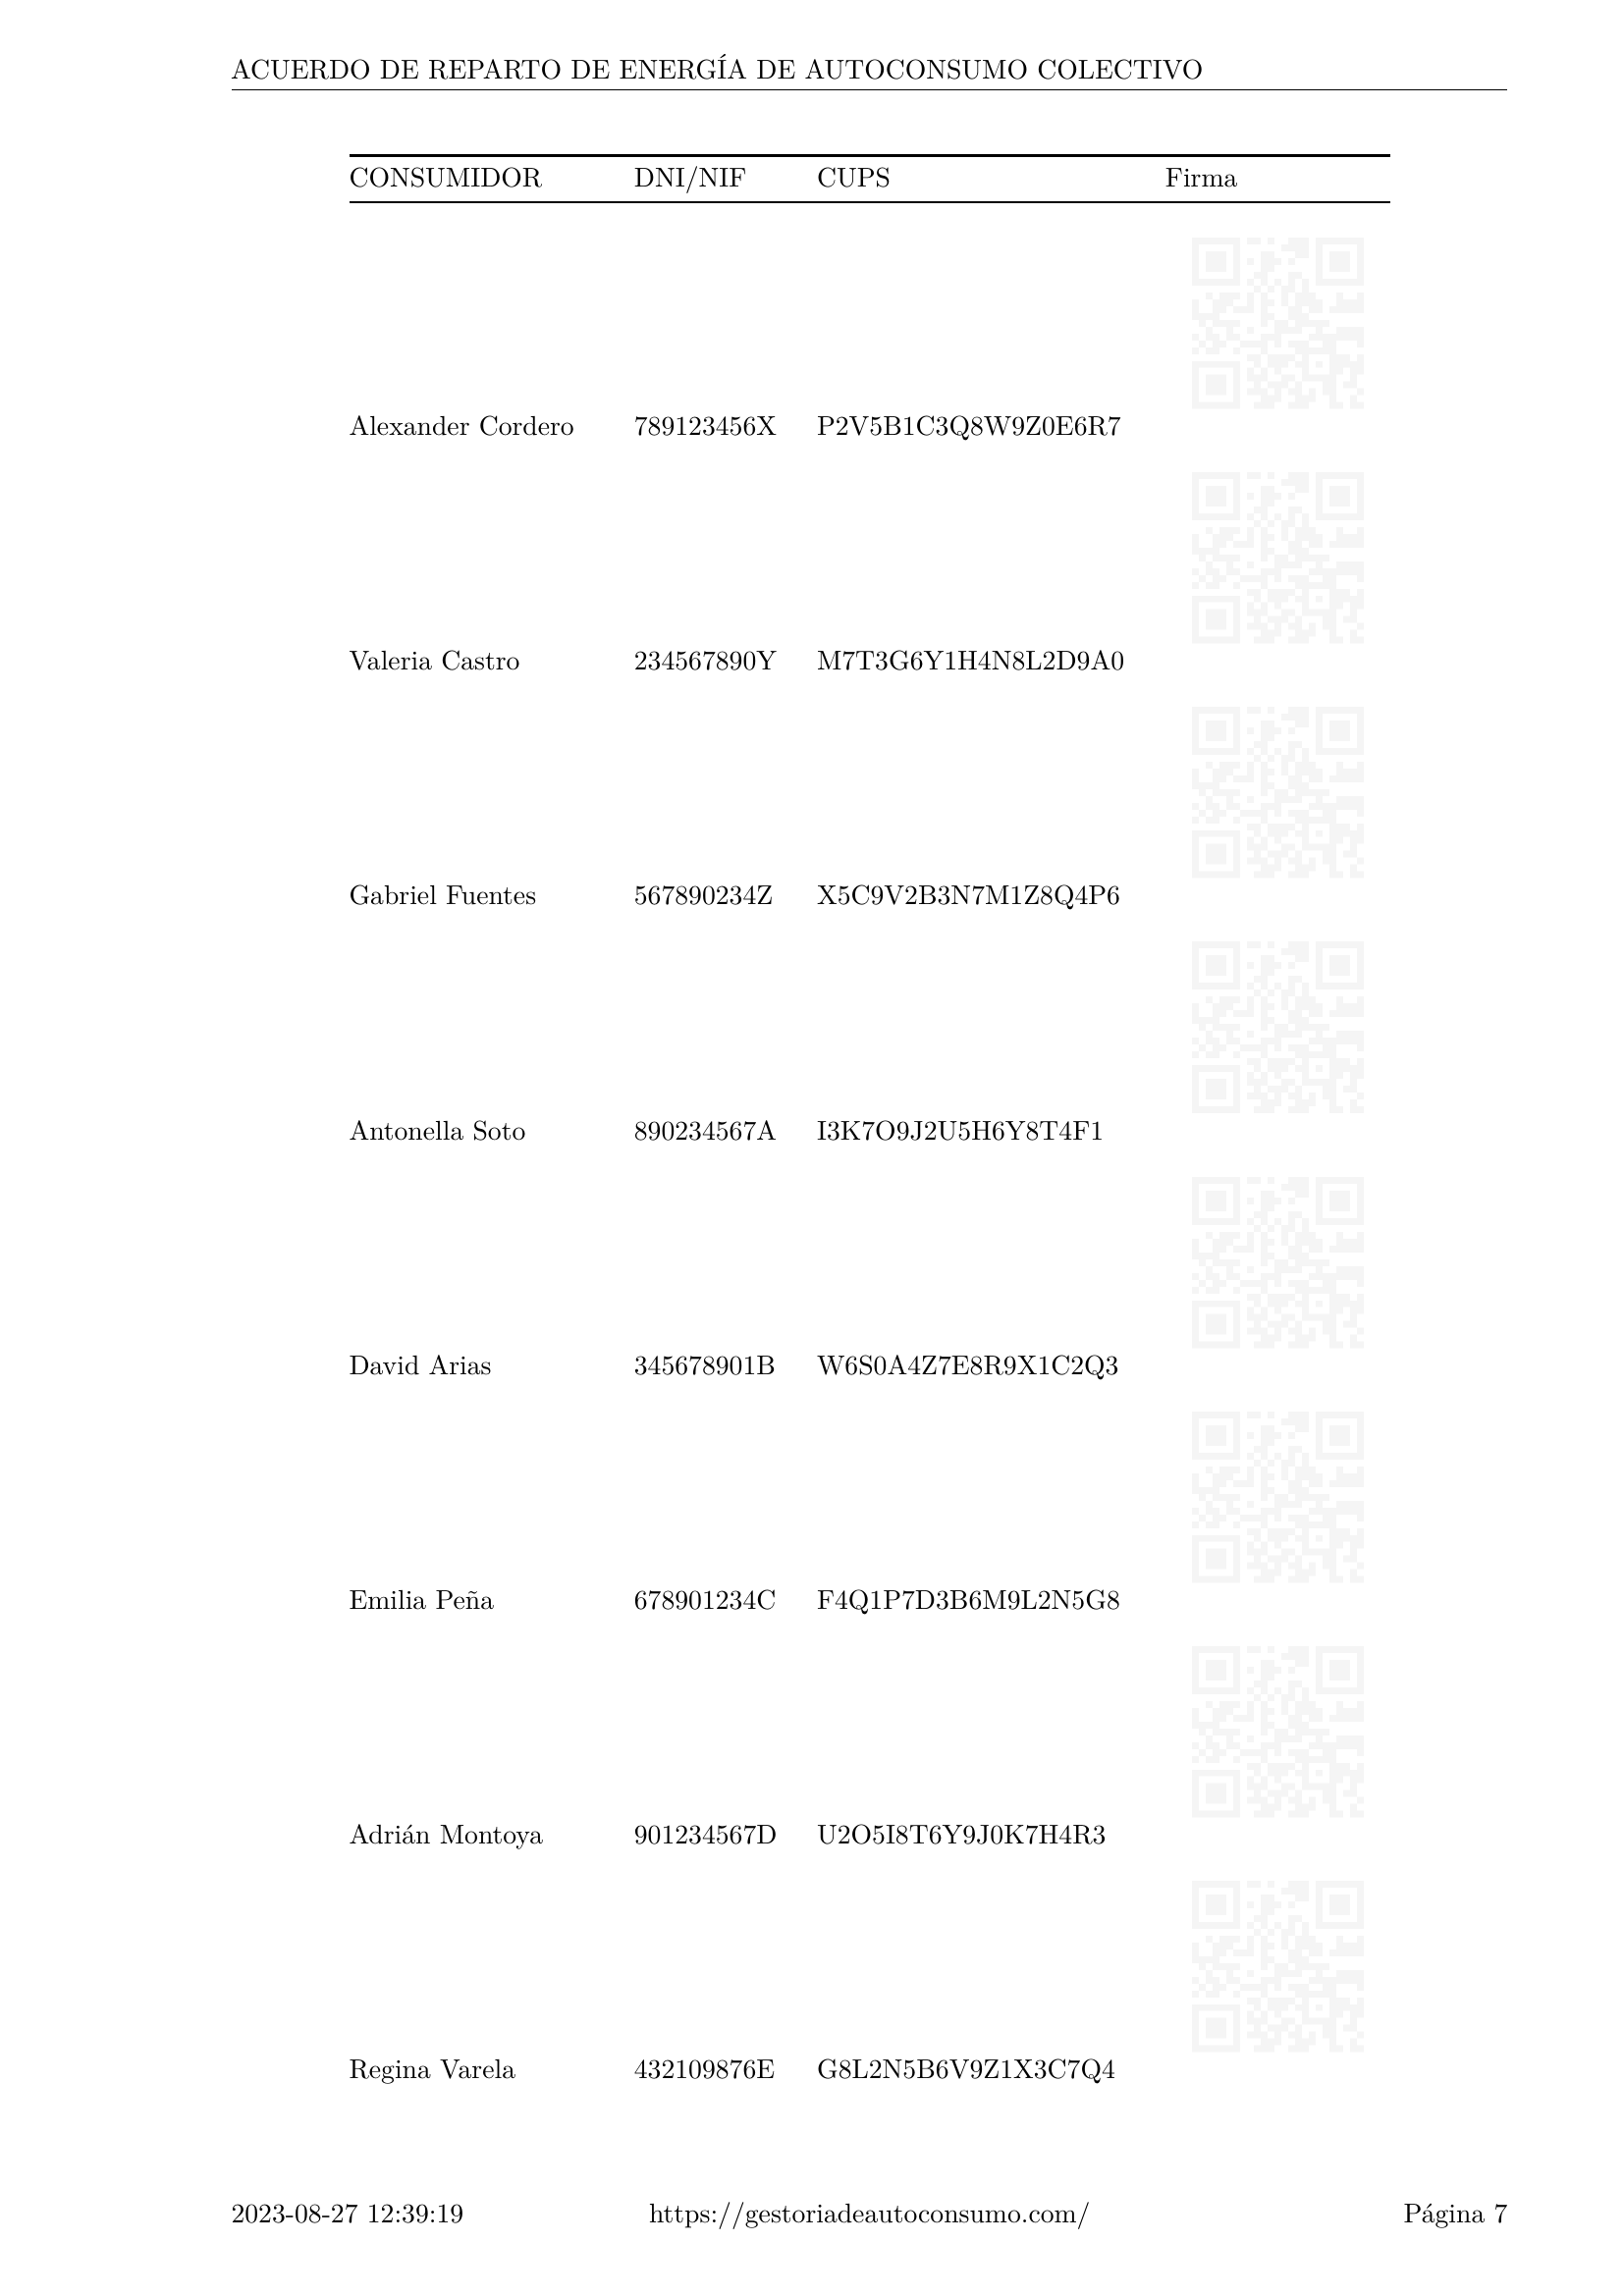 ACUERDO DE REPARTO DE ENERGÍA DE AUTOCONSUMO COLECTIVO
CONSUMIDOR DNI/NIF CUPS Firma
Alexander Cordero 789123456X P2V5B1C3Q8W9Z0E6R7
Valeria Castro 234567890Y M7T3G6Y1H4N8L2D9A0
Gabriel Fuentes 567890234Z X5C9V2B3N7M1Z8Q4P6
Antonella Soto 890234567A I3K7O9J2U5H6Y8T4F1
David Arias 345678901B W6S0A4Z7E8R9X1C2Q3
Emilia Peña 678901234C F4Q1P7D3B6M9L2N5G8
Adrián Montoya 901234567D U2O5I8T6Y9J0K7H4R3
Regina Varela 432109876E G8L2N5B6V9Z1X3C7Q4
2023-08-27 12:39:19 https://gestoriadeautoconsumo.com/ Página 7